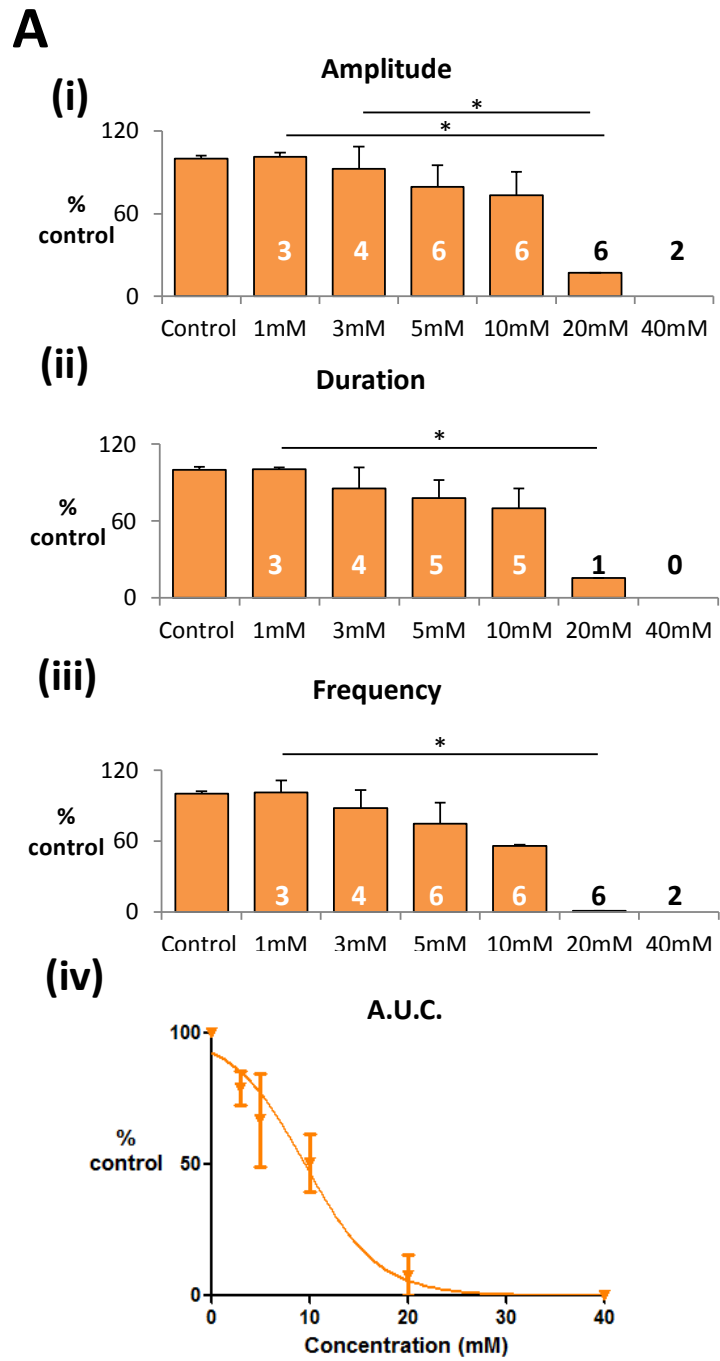 A
(i)
Amplitude
*
*
120
60
0
%
control
3 4 6 6 6 2
Control 1mM 3mM 5mM 10mM 20mM 40mM
(ii)
Duration
*
120
60
0
%
control
3 4 5 5 1 0
Control 1mM 3mM 5mM 10mM 20mM 40mM
(iii)
Frequency
*
120
60
0
%
control
3 4 6 6 6 2
Control 1mM 3mM 5mM 10mM 20mM 40mM
(iv)
A.U.C.
100
50
0
%
control
0 10 20 30 40
Concentration (mM)